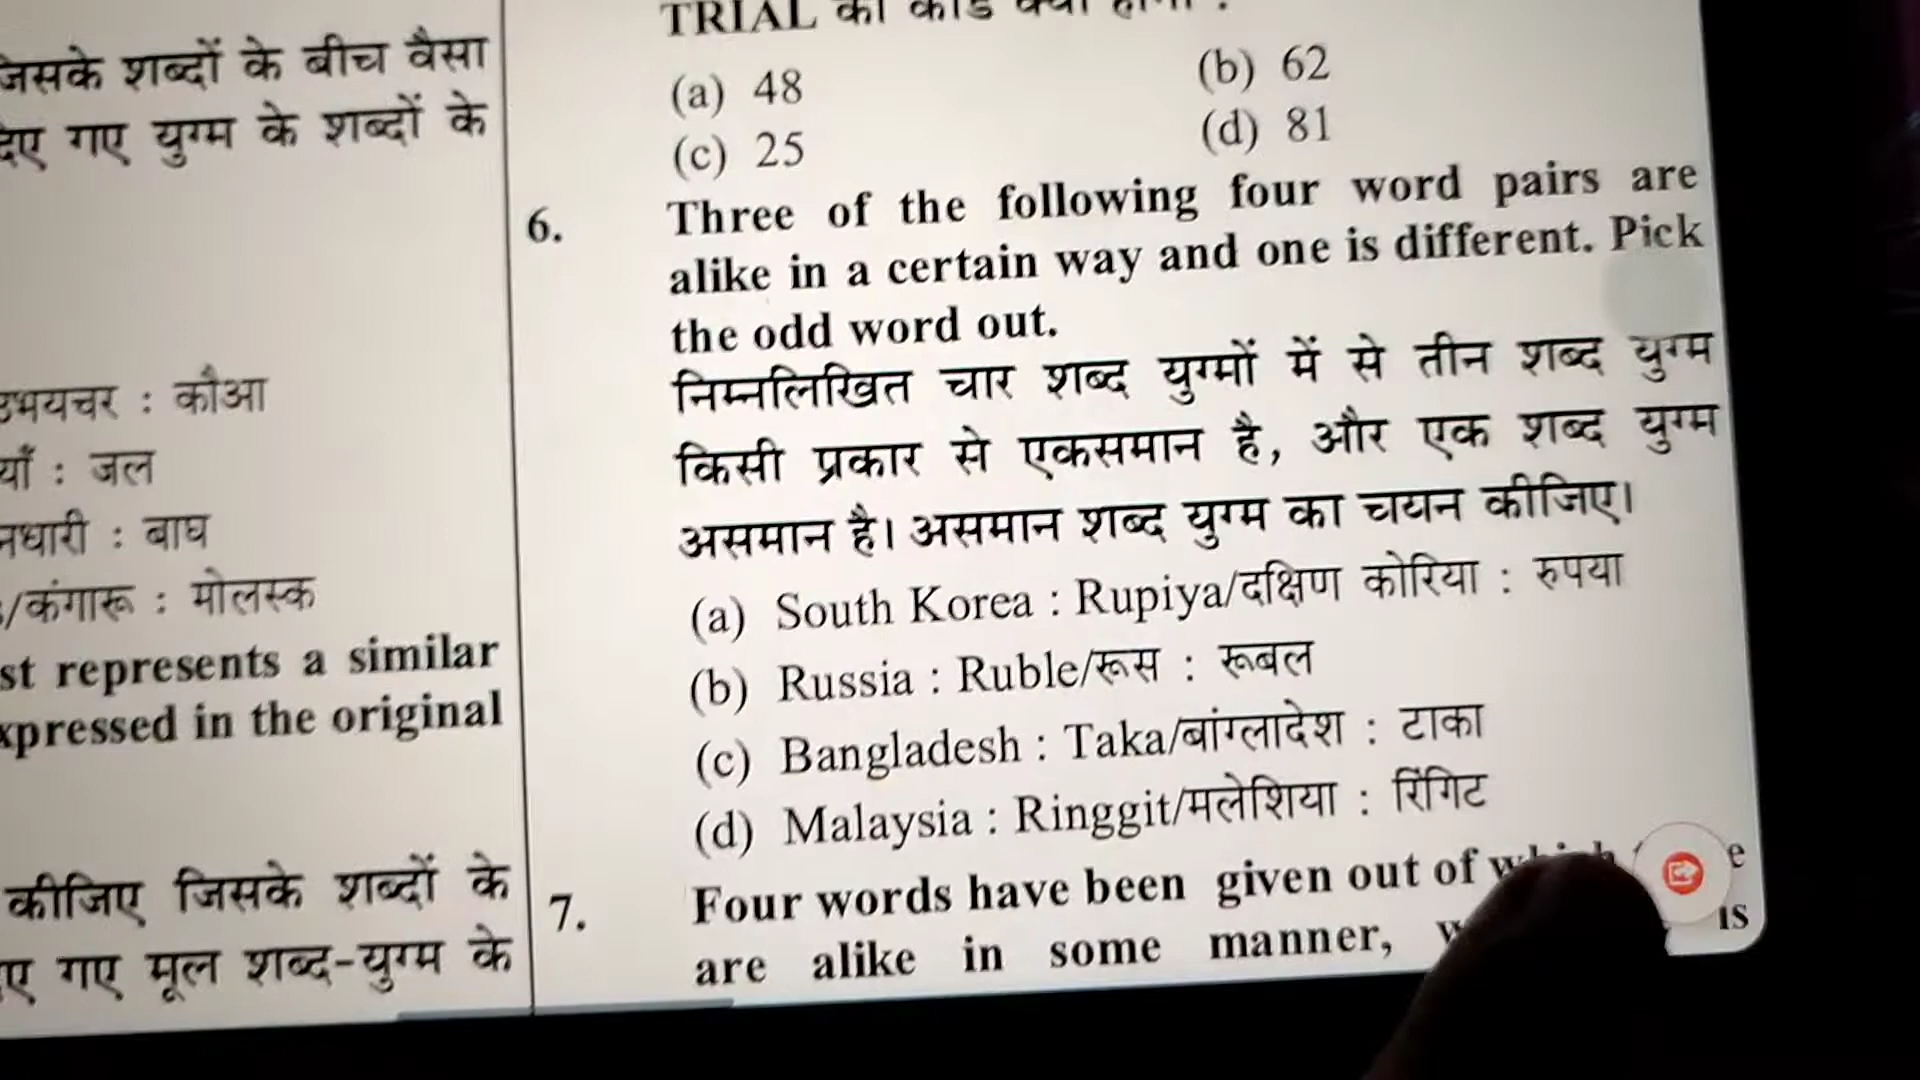 जिसके शब्दों के बीच वैसा
दिए गए युग्म के शब्दों के
उभयचर : कौआ
: जल
: बाघ
/कंगारू : मोलस्क
st represents a similar
xpressed in the original
कीजिए जिसके शब्दों के
गए मूल शब्द-युग्म के
TRIAL का कोड क्या होगा ?
(a) 48 (b) 62
(c) 25 (d) 81
6. Three of the following four word pairs are
alike in a certain way and one is different. Pick
the odd word out.
निम्नलिखित चार शब्द युग्मों में से तीन शब्द युग्म
किसी प्रकार से एकसमान है, और एक शब्द युग्म
असमान है। असमान शब्द युग्म का चयन कीजिए।
(a) South Korea : Rupiya/दक्षिण कोरिया : रुपया
(b) Russia : Ruble/रूस : रूबल
(c) Bangladesh : Taka/बांग्लादेश : टाका
(d) Malaysia : Ringgit/मलेशिया : रिंगिट
7. Four words have been given out of which
are alike in some manner, is